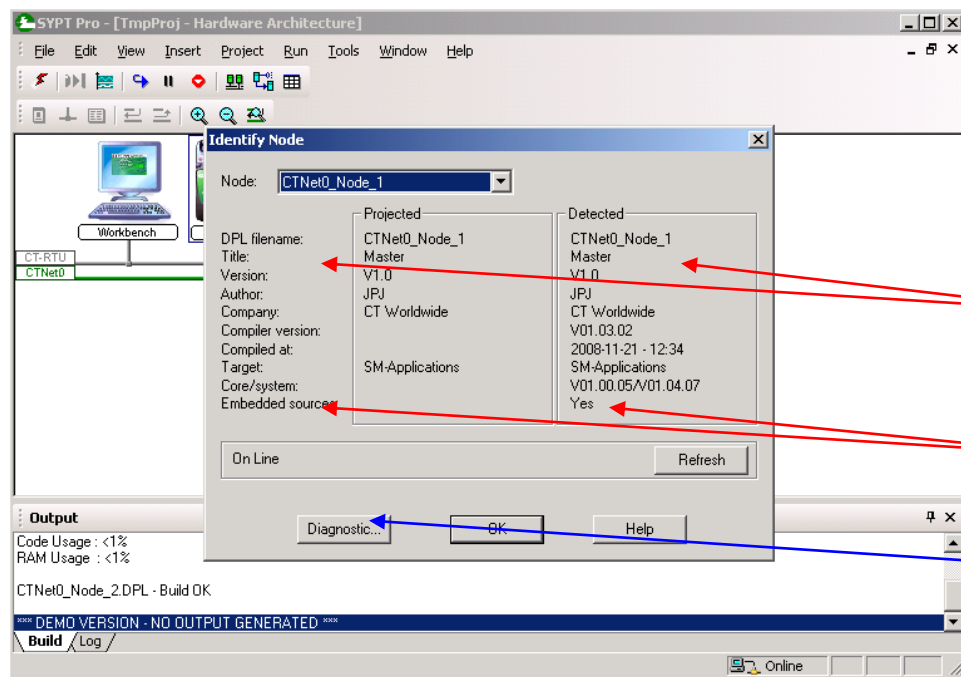 SYPT Pro - [TmpProj - Hardware Architecture]
File Edit View Insert Project Run Tools Window Help
Identify Node
Node: CTNet0_Node_1
Workbench
CT-RTU
CTNet0
Projected Detected
DPL filename: CTNet0_Node_1 CTNet0_Node_1
Title: Master Master
Version: V1.0 V1.0
Author: JPJ JPJ
Company: CT Worldwide CT Worldwide
Compiler version: V01.03.02
Compiled at: 2008-11-21 - 12:34
Target: SM-Applications SM-Applications
Core/system: V01.00.05/V01.04.07
Embedded sources: Yes
On Line Refresh
Diagnostic... OK Help
Output
Code Usage : <1%
RAM Usage : <1%
CTNet0_Node_2.DPL - Build OK
*** DEMO VERSION - NO OUTPUT GENERATED ***
Build Log
Online